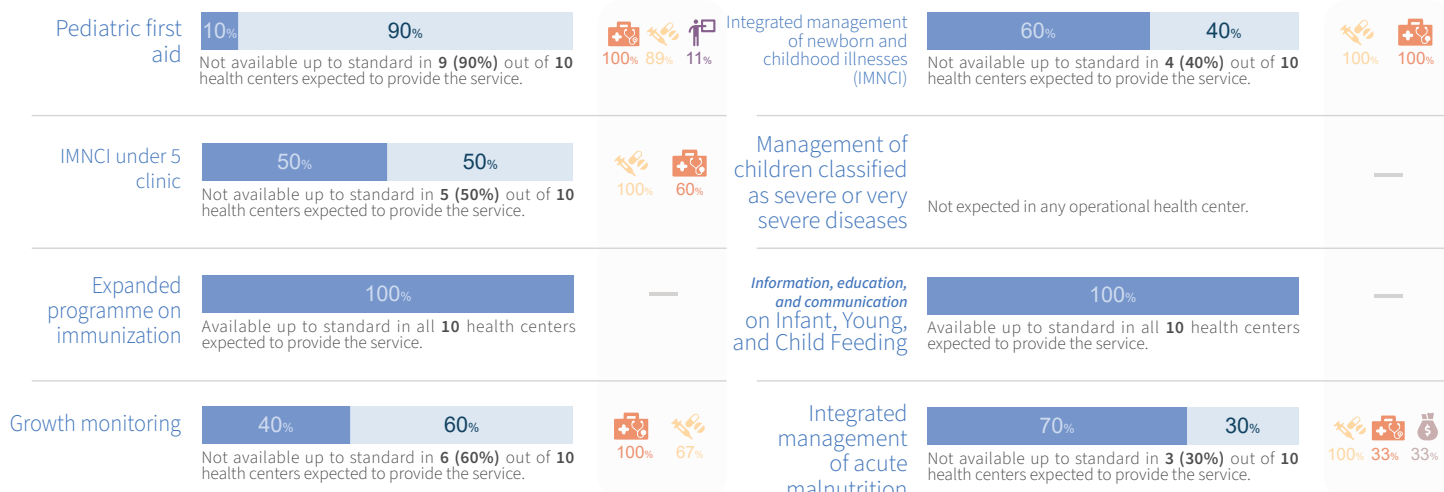 Pediatric first
aid
10%
90%
Not available up to standard in 9 (90%) out of 10
health centers expected to provide the service.
100% 89% 11%
Integrated management
of newborn and
childhood illnesses
(IMNCI)
60%
40%
Not available up to standard in 4 (40%) out of 10
health centers expected to provide the service.
100% 100%
IMNCI under 5
clinic
50%
50%
Not available up to standard in 5 (50%) out of 10
health centers expected to provide the service.
100% 60%
Management of
children classified
as severe or very
severe diseases
Not expected in any operational health center.
Expanded
programme on
immunization
100%
Available up to standard in all 10 health centers
expected to provide the service.
Information, education,
and communication
on Infant, Young,
and Child Feeding
100%
Available up to standard in all 10 health centers
expected to provide the service.
Growth monitoring
40%
60%
Not available up to standard in 6 (60%) out of 10
health centers expected to provide the service.
100% 67%
Integrated
management
of acute
malnutrition
70%
30%
Not available up to standard in 3 (30%) out of 10
health centers expected to provide the service.
100% 33% 33%